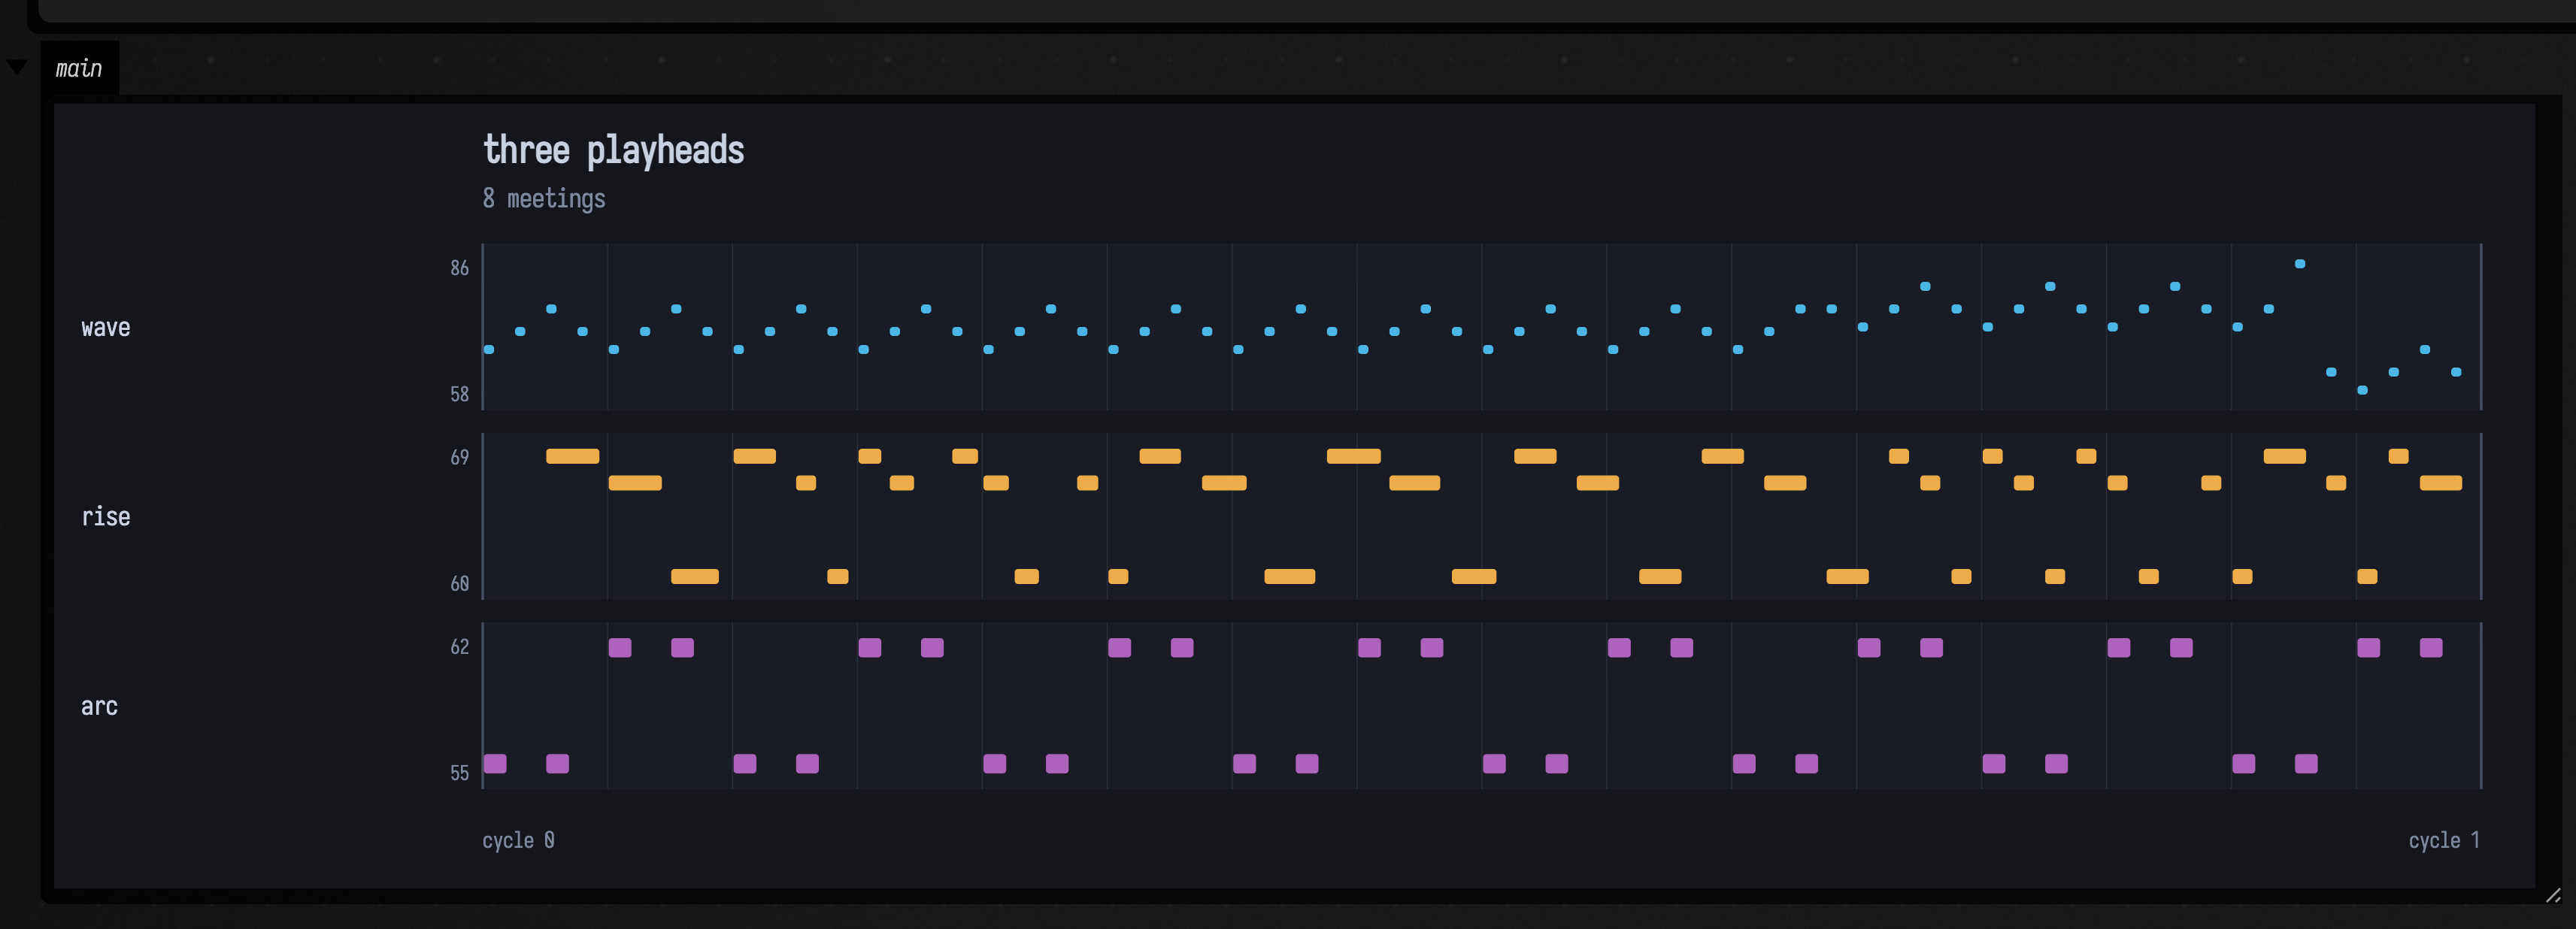 main
three playheads
8 meetings
86
wave
58
69
rise
60
62
arc
55
cycle 0
cycle 1